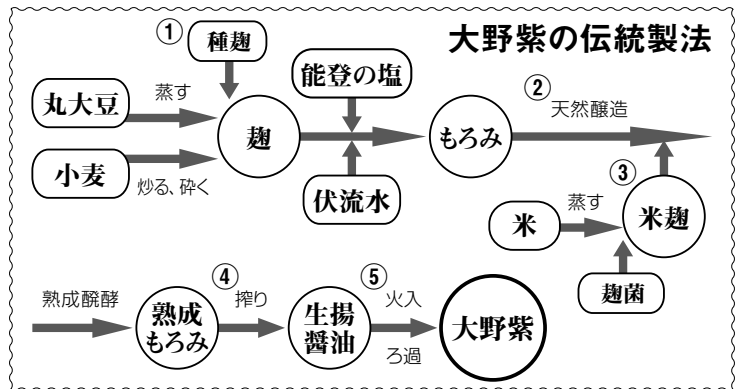 大野紫の伝統製法
①
種麹
丸大豆
蒸す
小麦
炒る、砕く
麹
能登の塩
伏流水
もろみ
②
天然醸造
③
米
蒸す
米麹
麹菌
熟成醗酵
熟成
もろみ
④
搾り
生揚
醤油
⑤
火入
ろ過
大野紫